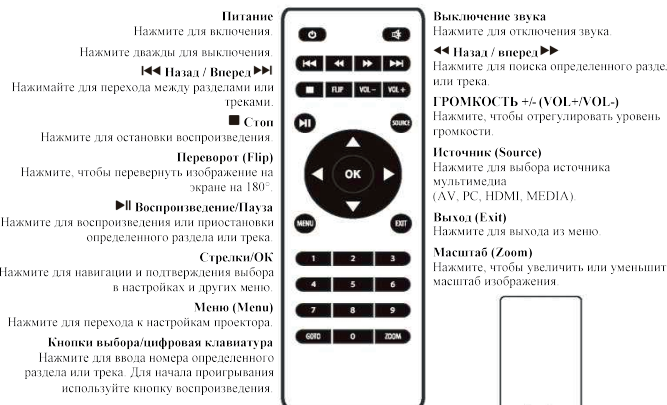 Питание
Нажмите для включения.
Нажмите дважды для выключения.
Назад / Вперед
Нажимайте для перехода между разделами или
треками.
Стоп
Нажмите для остановки воспроизведения.
Переворот (Flip)
Нажмите, чтобы перевернуть изображение на
экране на 180°.
Воспроизведение/Пауза
Нажмите для воспроизведения или приостановки
определенного раздела или трека.
Стрелки/ОК
Нажмите для навигации и подтверждения выбора
в настройках и других меню.
Меню (Menu)
Нажмите для перехода к настройкам проектора.
Кнопки выбора/цифровая клавиатура
Нажмите для ввода номера определенного
раздела или трека. Для начала проигрывания
используйте кнопку воспроизведения.
FLIP VOL- VOL+
SOURCE
OK
MENU EXIT
1 2 3
4 5 6
7 8 9
GOTO 0 ZOOM
Выключение звука
Нажмите для отключения звука.
Назад / вперед
Нажмите для поиска определенного разде.
или трека.
ГРОМКОСТЬ +/- (VOL+/VOL-)
Нажмите, чтобы отрегулировать уровень
громкости.
Источник (Source)
Нажмите для выбора источника
мультимедиа
(AV, PC, HDMI, MEDIA).
Выход (Exit)
Нажмите для выхода из меню.
Масштаб (Zoom)
Нажмите, чтобы увеличить или уменьшит
масштаб изображения.